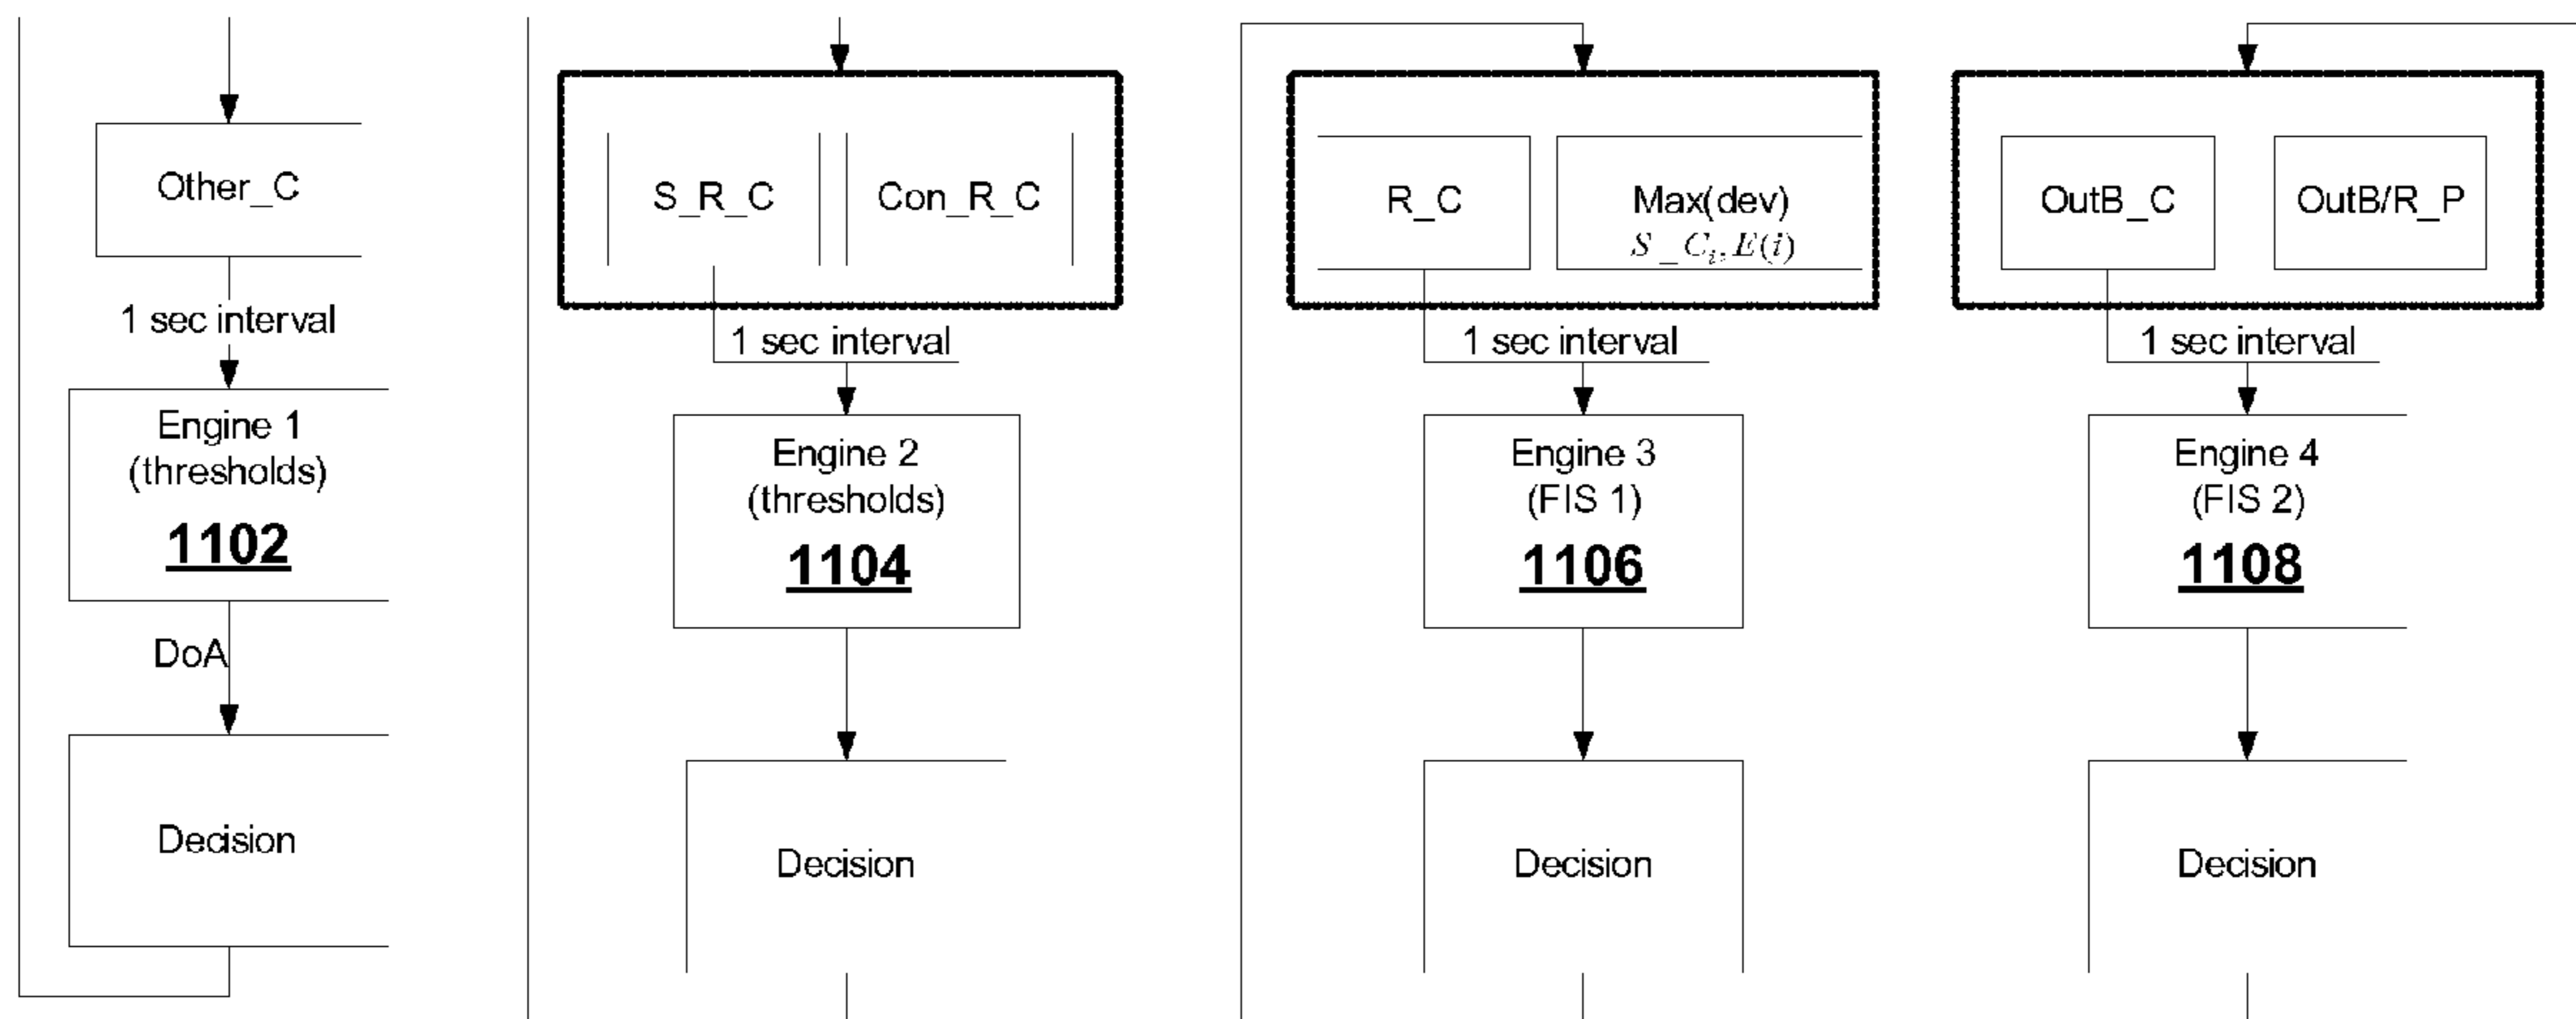 Other_C
1 sec interval
Engine 1
(thresholds)
1102
DoA
Decision
S_R_C
Con_R_C
1 sec interval
Engine 2
(thresholds)
1104
Decision
R_C
Max(dev)
S_C_i, E(i)
1 sec interval
Engine 3
(FIS 1)
1106
Decision
OutB_C
OutB/R_P
1 sec interval
Engine 4
(FIS 2)
1108
Decision